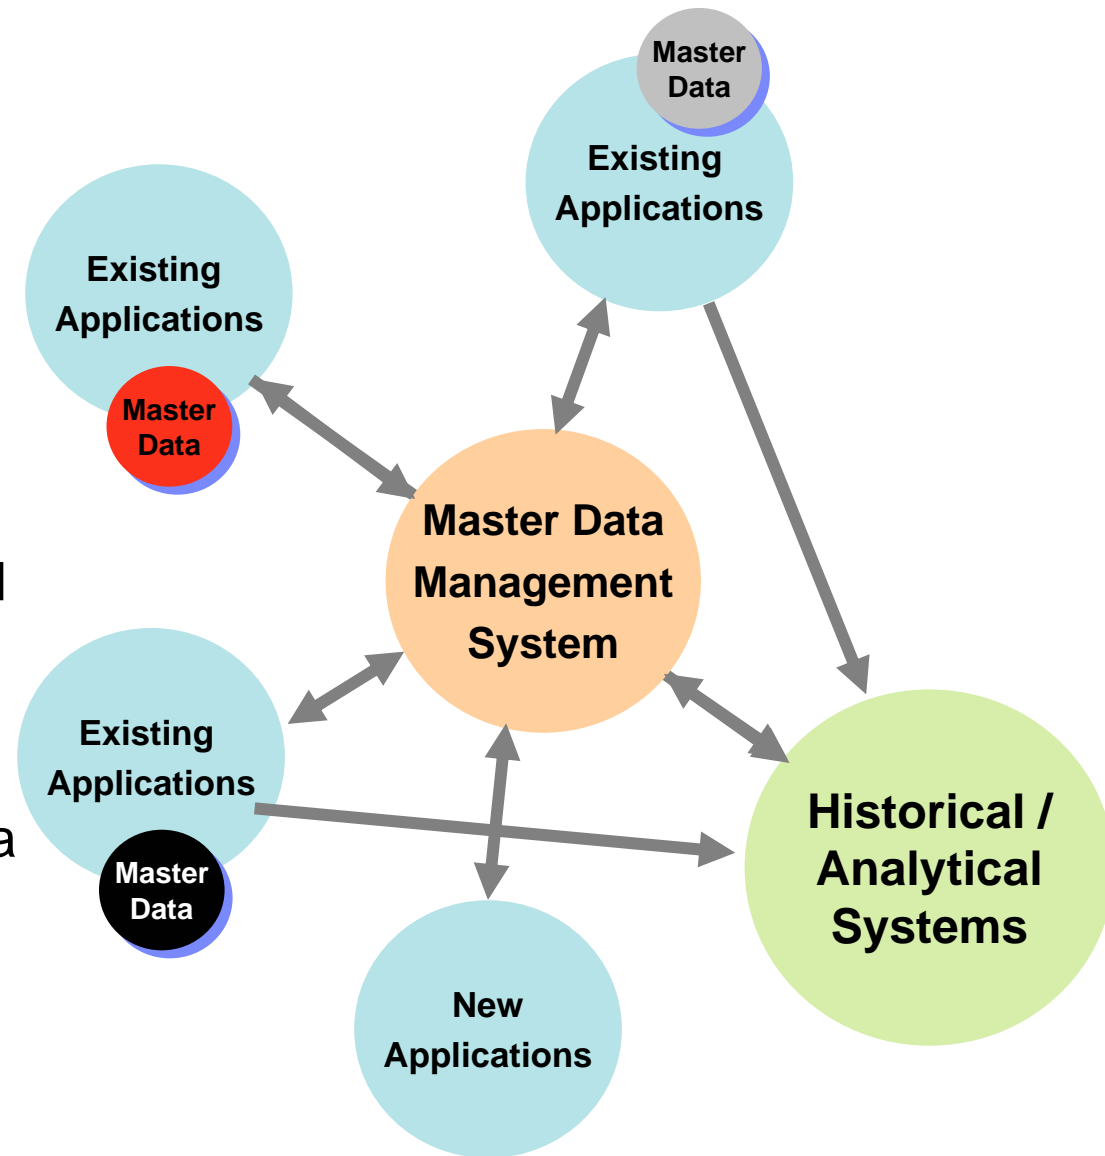 Master
Data
Existing
Applications
Existing
Applications
Master
Data
Master Data
Management
System
l
Existing
Applications
a
Master
Data
Historical /
Analytical
Systems
New
Applications